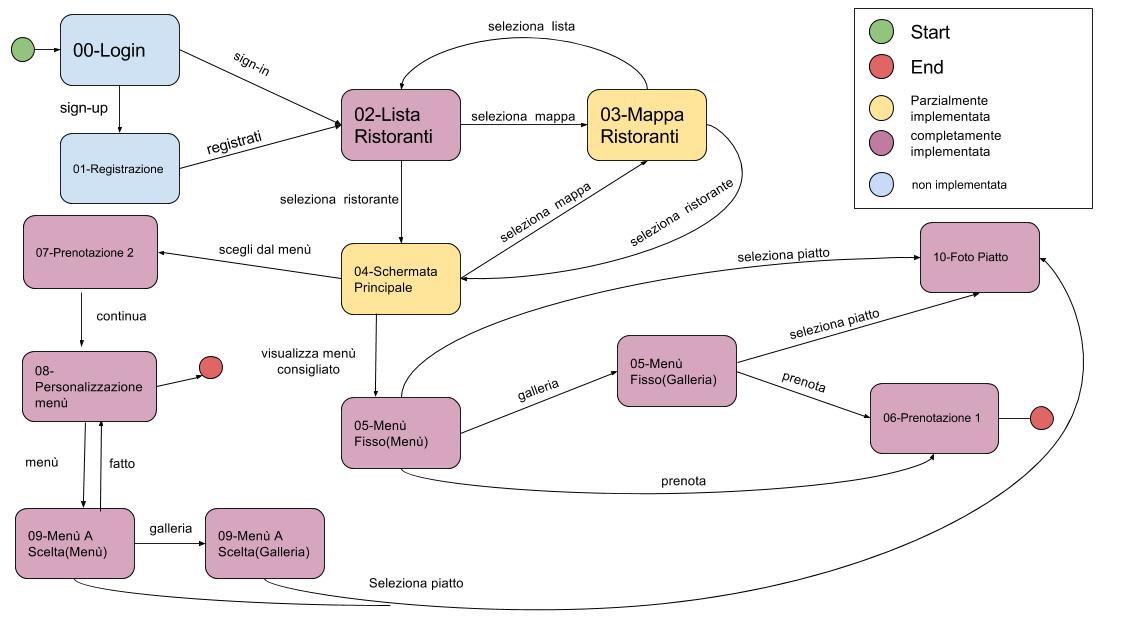 seleziona lista
Start
End
Parzialmente
implementata
completamente
implementata
non implementata
00-Login
sign-in
sign-up
registrati
01-Registrazione
02-Lista
Ristoranti
seleziona mappa
03-Mappa
Ristoranti
seleziona ristorante
seleziona mappa
seleziona ristorante
07-Prenotazione 2
scegli dal menù
04-Schermata
Principale
seleziona piatto
10-Foto Piatto
continua
visualizza menù
consigliato
seleziona piatto
08-
Personalizzazione
menù
galleria
05-Menù
Fisso(Galleria)
prenota
05-Menù
Fisso(Menù)
06-Prenotazione 1
menù
fatto
prenota
09-Menù A
Scelta(Menù)
galleria
09-Menù A
Scelta(Galleria)
Seleziona piatto